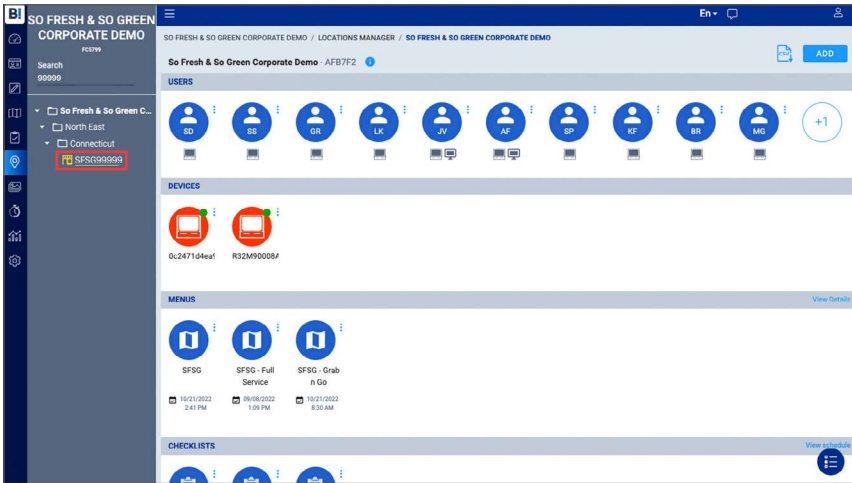 B!
SO FRESH & SO GREEN
CORPORATE DEMO
FC5799
Search
99999
So Fresh & So Green C...
North East
Connecticut
SFSG99999
En
SO FRESH & SO GREEN CORPORATE DEMO / LOCATIONS MANAGER / SO FRESH & SO GREEN CORPORATE DEMO
So Fresh & So Green Corporate Demo - AFB7F2
CSV
ADD
USERS
SD SS GR LK JV AF SP KF BR MG +1
DEVICES
0c2471d4ea9 R32M90008A
MENUS View Details
SFSG SFSG - Full SFSG - Grab
Service n Go
10/21/2022 09/08/2022 10/21/2022
2:41 PM 1:09 PM 8:30 AM
CHECKLISTS View schedule